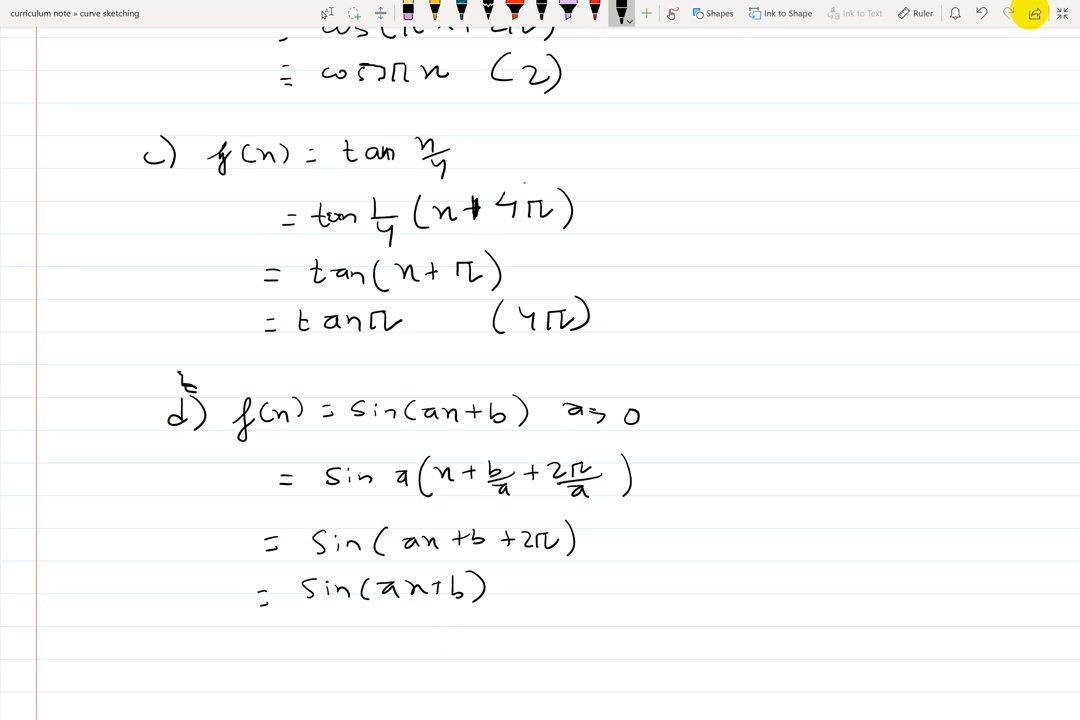 curriculum note » curve sketching
Shapes Ink to Shape Ink to Text Ruler
= cos πx (2)
c) f(x) = tan x/4
= tan 1/4 (x + 4π)
= tan(x + π)
= tan π (4π)
d) f(x) = sin(ax+b) a > 0
= sin a(x + b/a + 2π/a)
= sin(ax + b + 2π)
= sin(ax+b)